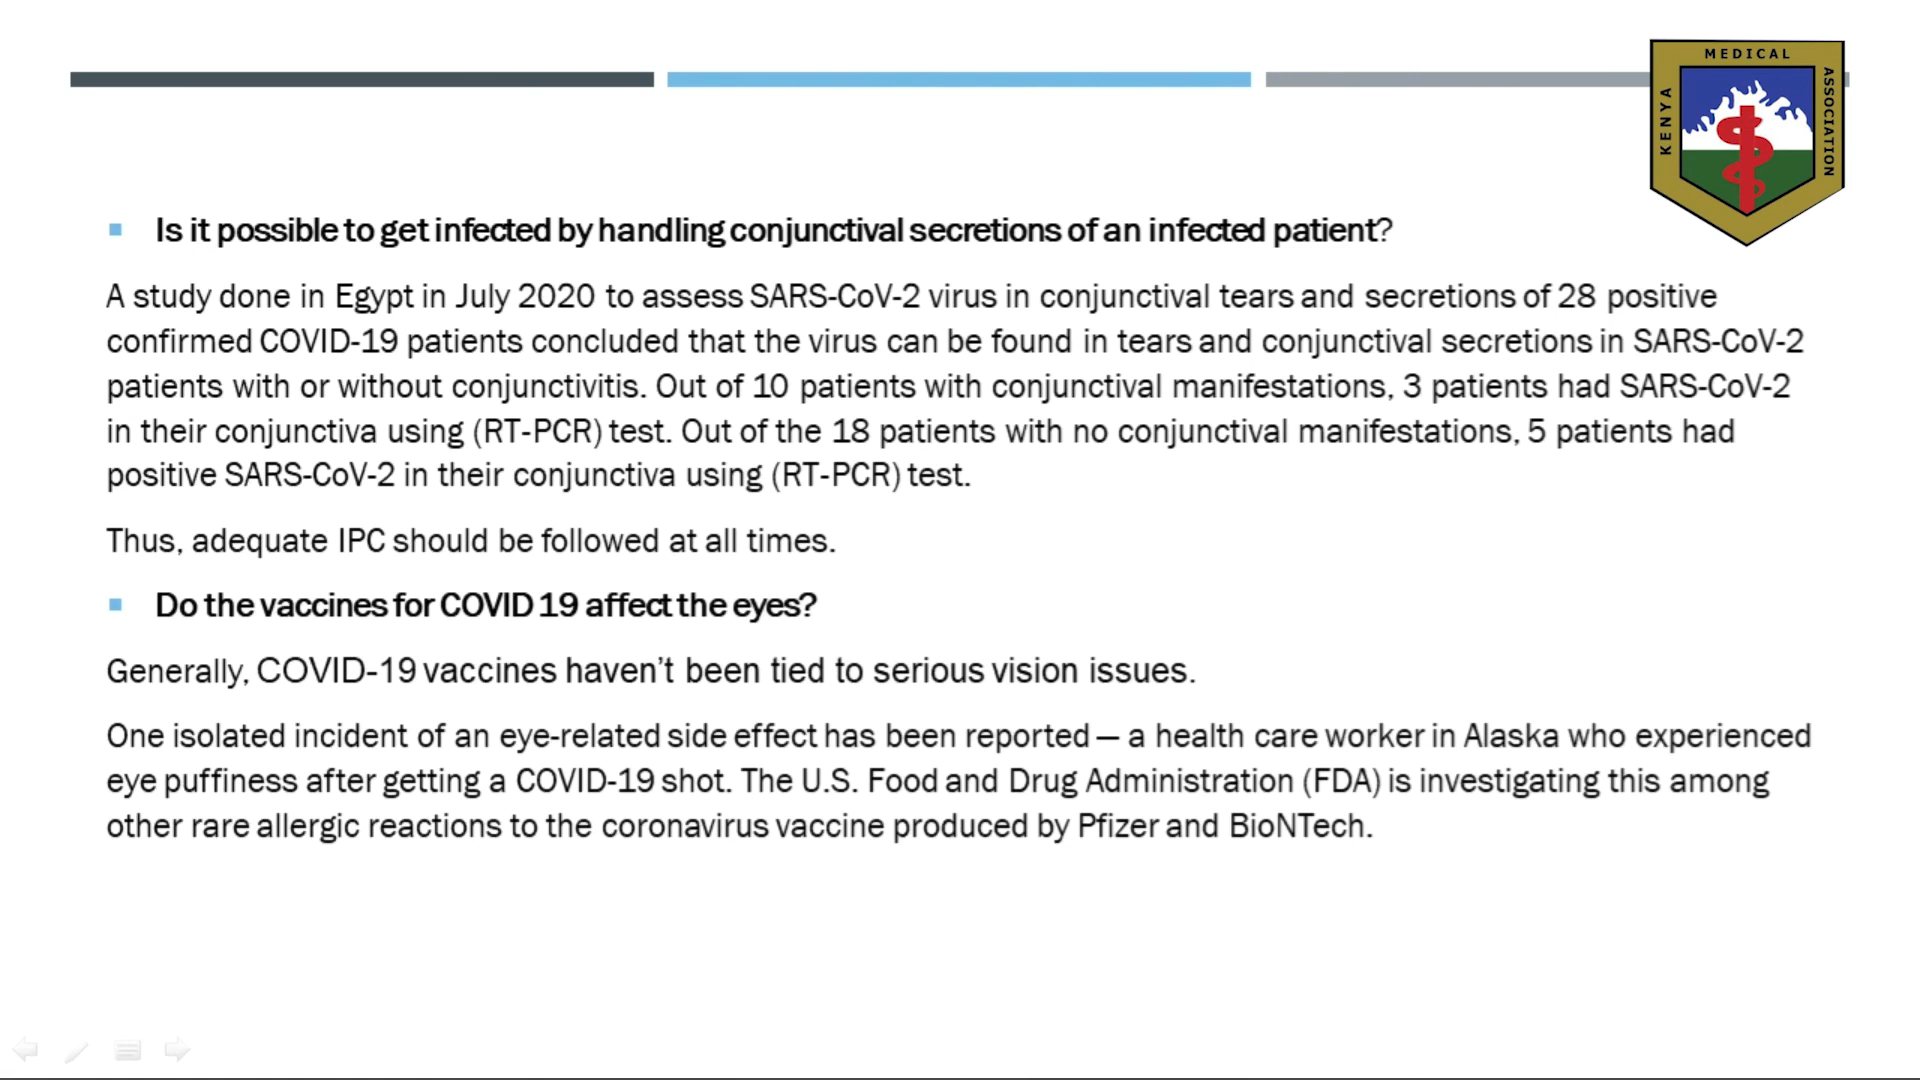 MEDICAL
KENYA
ASSOCIATION
Is it possible to get infected by handling conjunctival secretions of an infected patient?
A study done in Egypt in July 2020 to assess SARS-CoV-2 virus in conjunctival tears and secretions of 28 positive
confirmed COVID-19 patients concluded that the virus can be found in tears and conjunctival secretions in SARS-CoV-2
patients with or without conjunctivitis. Out of 10 patients with conjunctival manifestations, 3 patients had SARS-CoV-2
in their conjunctiva using (RT-PCR) test. Out of the 18 patients with no conjunctival manifestations, 5 patients had
positive SARS-CoV-2 in their conjunctiva using (RT-PCR) test.
Thus, adequate IPC should be followed at all times.
Do the vaccines for COVID 19 affect the eyes?
Generally, COVID-19 vaccines haven’t been tied to serious vision issues.
One isolated incident of an eye-related side effect has been reported — a health care worker in Alaska who experienced
eye puffiness after getting a COVID-19 shot. The U.S. Food and Drug Administration (FDA) is investigating this among
other rare allergic reactions to the coronavirus vaccine produced by Pfizer and BioNTech.